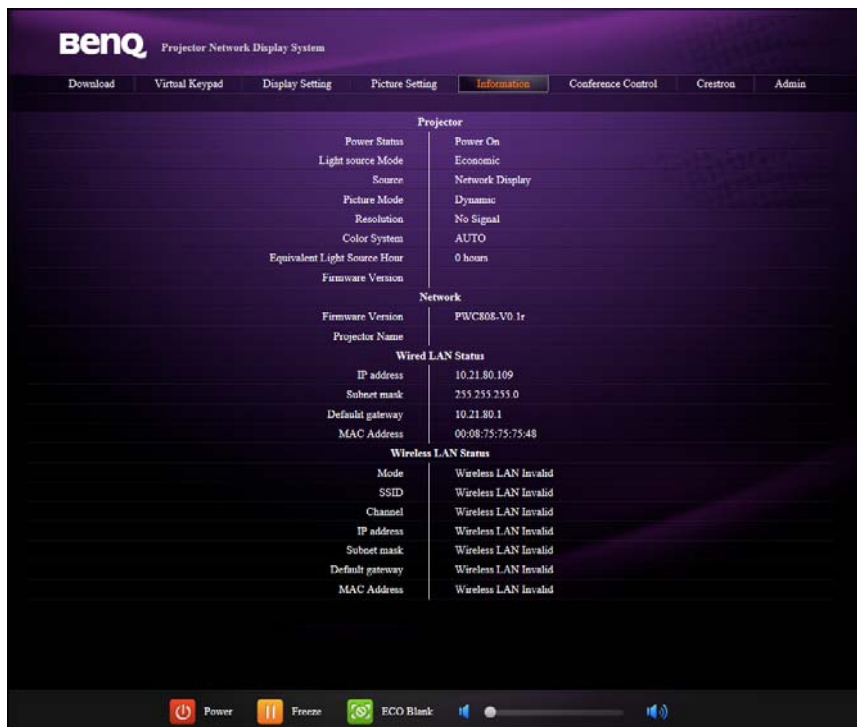 BenQ Projector Network Display System
Download Virtual Keypad Display Setting Picture Setting Information Conference Control Crestron Admin
Projector
Power Status Power On
Light source Mode Economic
Source Network Display
Picture Mode Dynamic
Resolution No Signal
Color System AUTO
Equivalent Light Source Hour 0 hours
Firmware Version
Network
Firmware Version PWC808-V0.1r
Projector Name
Wired LAN Status
IP address 10.21.80.109
Subnet mask 255.255.255.0
Default gateway 10.21.80.1
MAC Address 00:08:75:75:75:48
Wireless LAN Status
Mode Wireless LAN Invalid
SSID Wireless LAN Invalid
Channel Wireless LAN Invalid
IP address Wireless LAN Invalid
Subnet mask Wireless LAN Invalid
Default gateway Wireless LAN Invalid
MAC Address Wireless LAN Invalid
Power Freeze ECO Blank